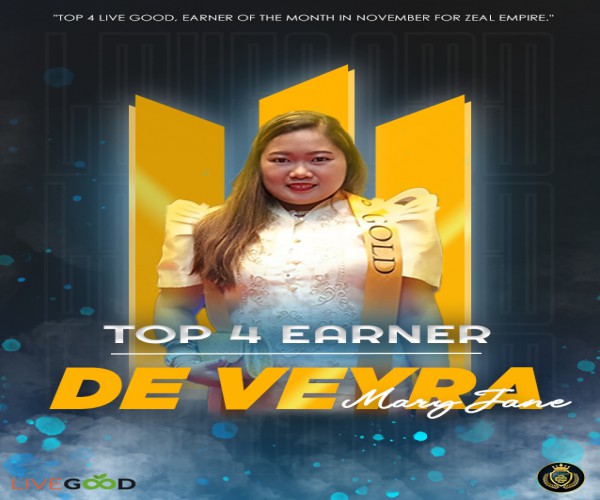 "TOP 4 LIVE GOOD, EARNER OF THE MONTH IN NOVEMBER FOR ZEAL EMPIRE."
GOLD
TOP 4 EARNER
DE VEYRA
Mary Jane
LIVEGOOD